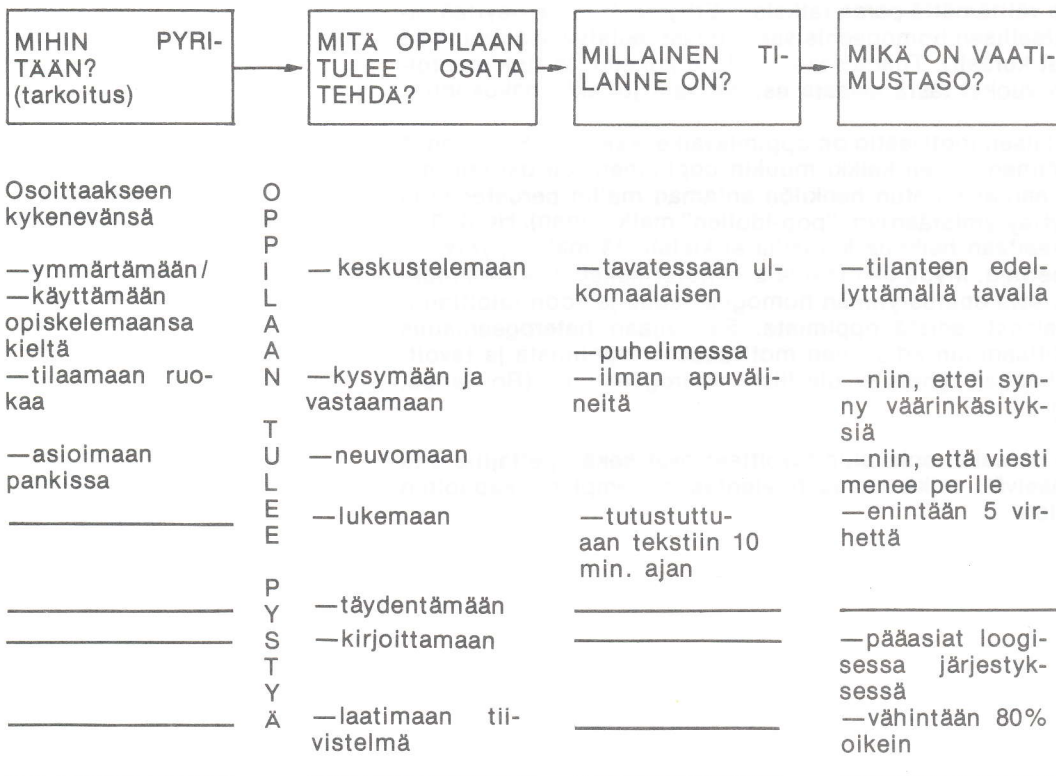 MIHIN PYRI-
TÄÄN?
(tarkoitus)
MITÄ OPPILAAN
TULEE OSATA
TEHDÄ?
MILLAINEN TI-
LANNE ON?
MIKÄ ON VAATI-
MUSTASO?
Osoittaakseen
kykenevänsä
—ymmärtämään/
—käyttämään
opiskelemaansa
kieltä
—tilaamaan ruo-
kaa
—asioimaan
pankissa
OPPILAAN TULEE PYSTYÄ
—keskustelemaan
—kysymään ja
vastaamaan
—neuvomaan
—lukemaan
—täydentämään
—kirjoittamaan
—laatimaan tii-
vistelmä
—tavatessaan ul-
komaalaisen
—puhelimessa
—ilman apuväli-
neitä
—tutustuttu-
aan tekstiin 10
min. ajan
—tilanteen edel-
lyttämällä tavalla
—niin, ettei syn-
ny väärinkäsityk-
siä
—niin, että viesti
menee perille
—enintään 5 vir-
hettä
—pääasiat loogi-
sessa järjestyk-
sessä
—vähintään 80%
oikein